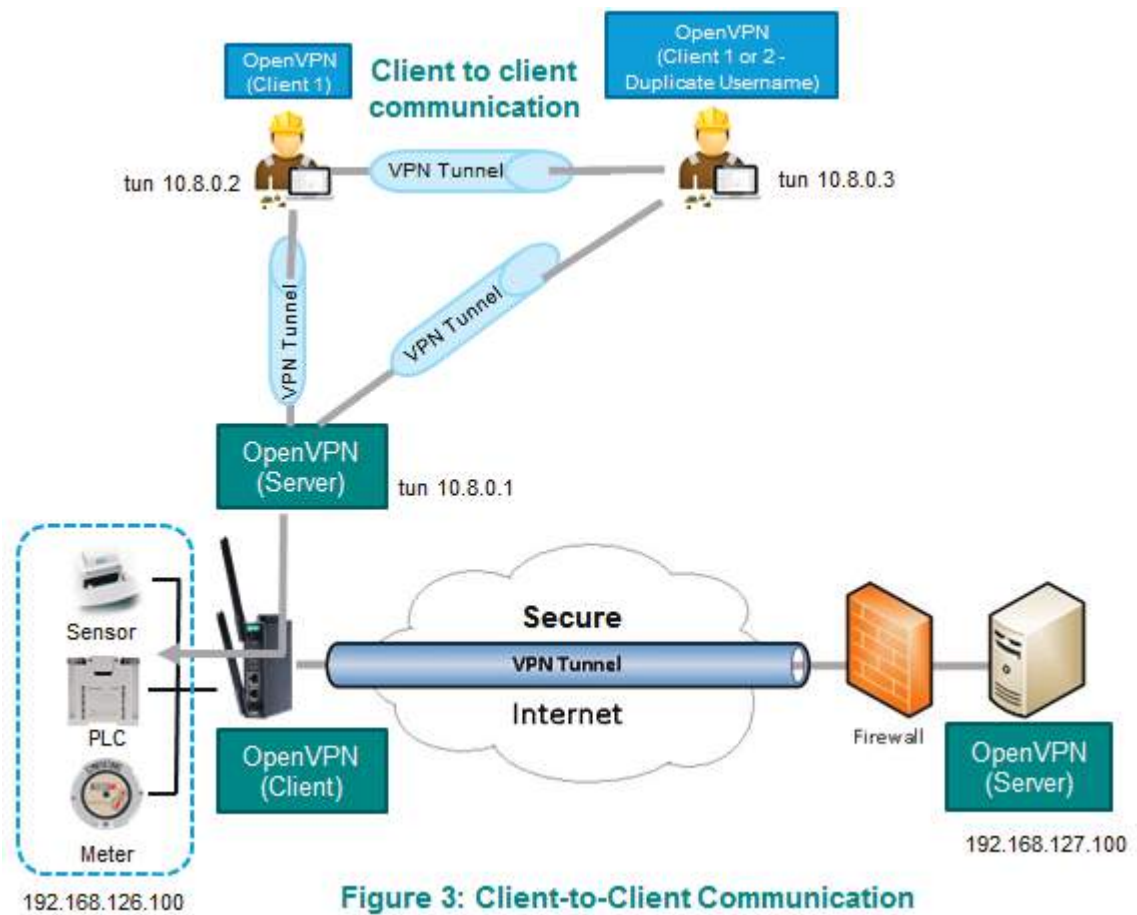 OpenVPN
(Client 1)
Client to client
communication
OpenVPN
(Client 1 or 2 -
Duplicate Username)
tun 10.8.0.2
VPN Tunnel
tun 10.8.0.3
VPN Tunnel
VPN Tunnel
OpenVPN
(Server)
tun 10.8.0.1
Sensor
PLC
Meter
192.168.126.100
OpenVPN
(Client)
Secure
VPN Tunnel
Internet
Firewall
OpenVPN
(Server)
192.168.127.100
Figure 3: Client-to-Client Communication